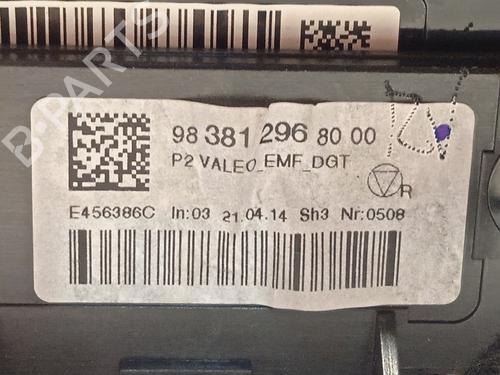 B-PARTS
98 381 296 80 00
P2 VALEO_EMF_DGT
R
E456386C In:03 21.04.14 Sh3 Nr:0508